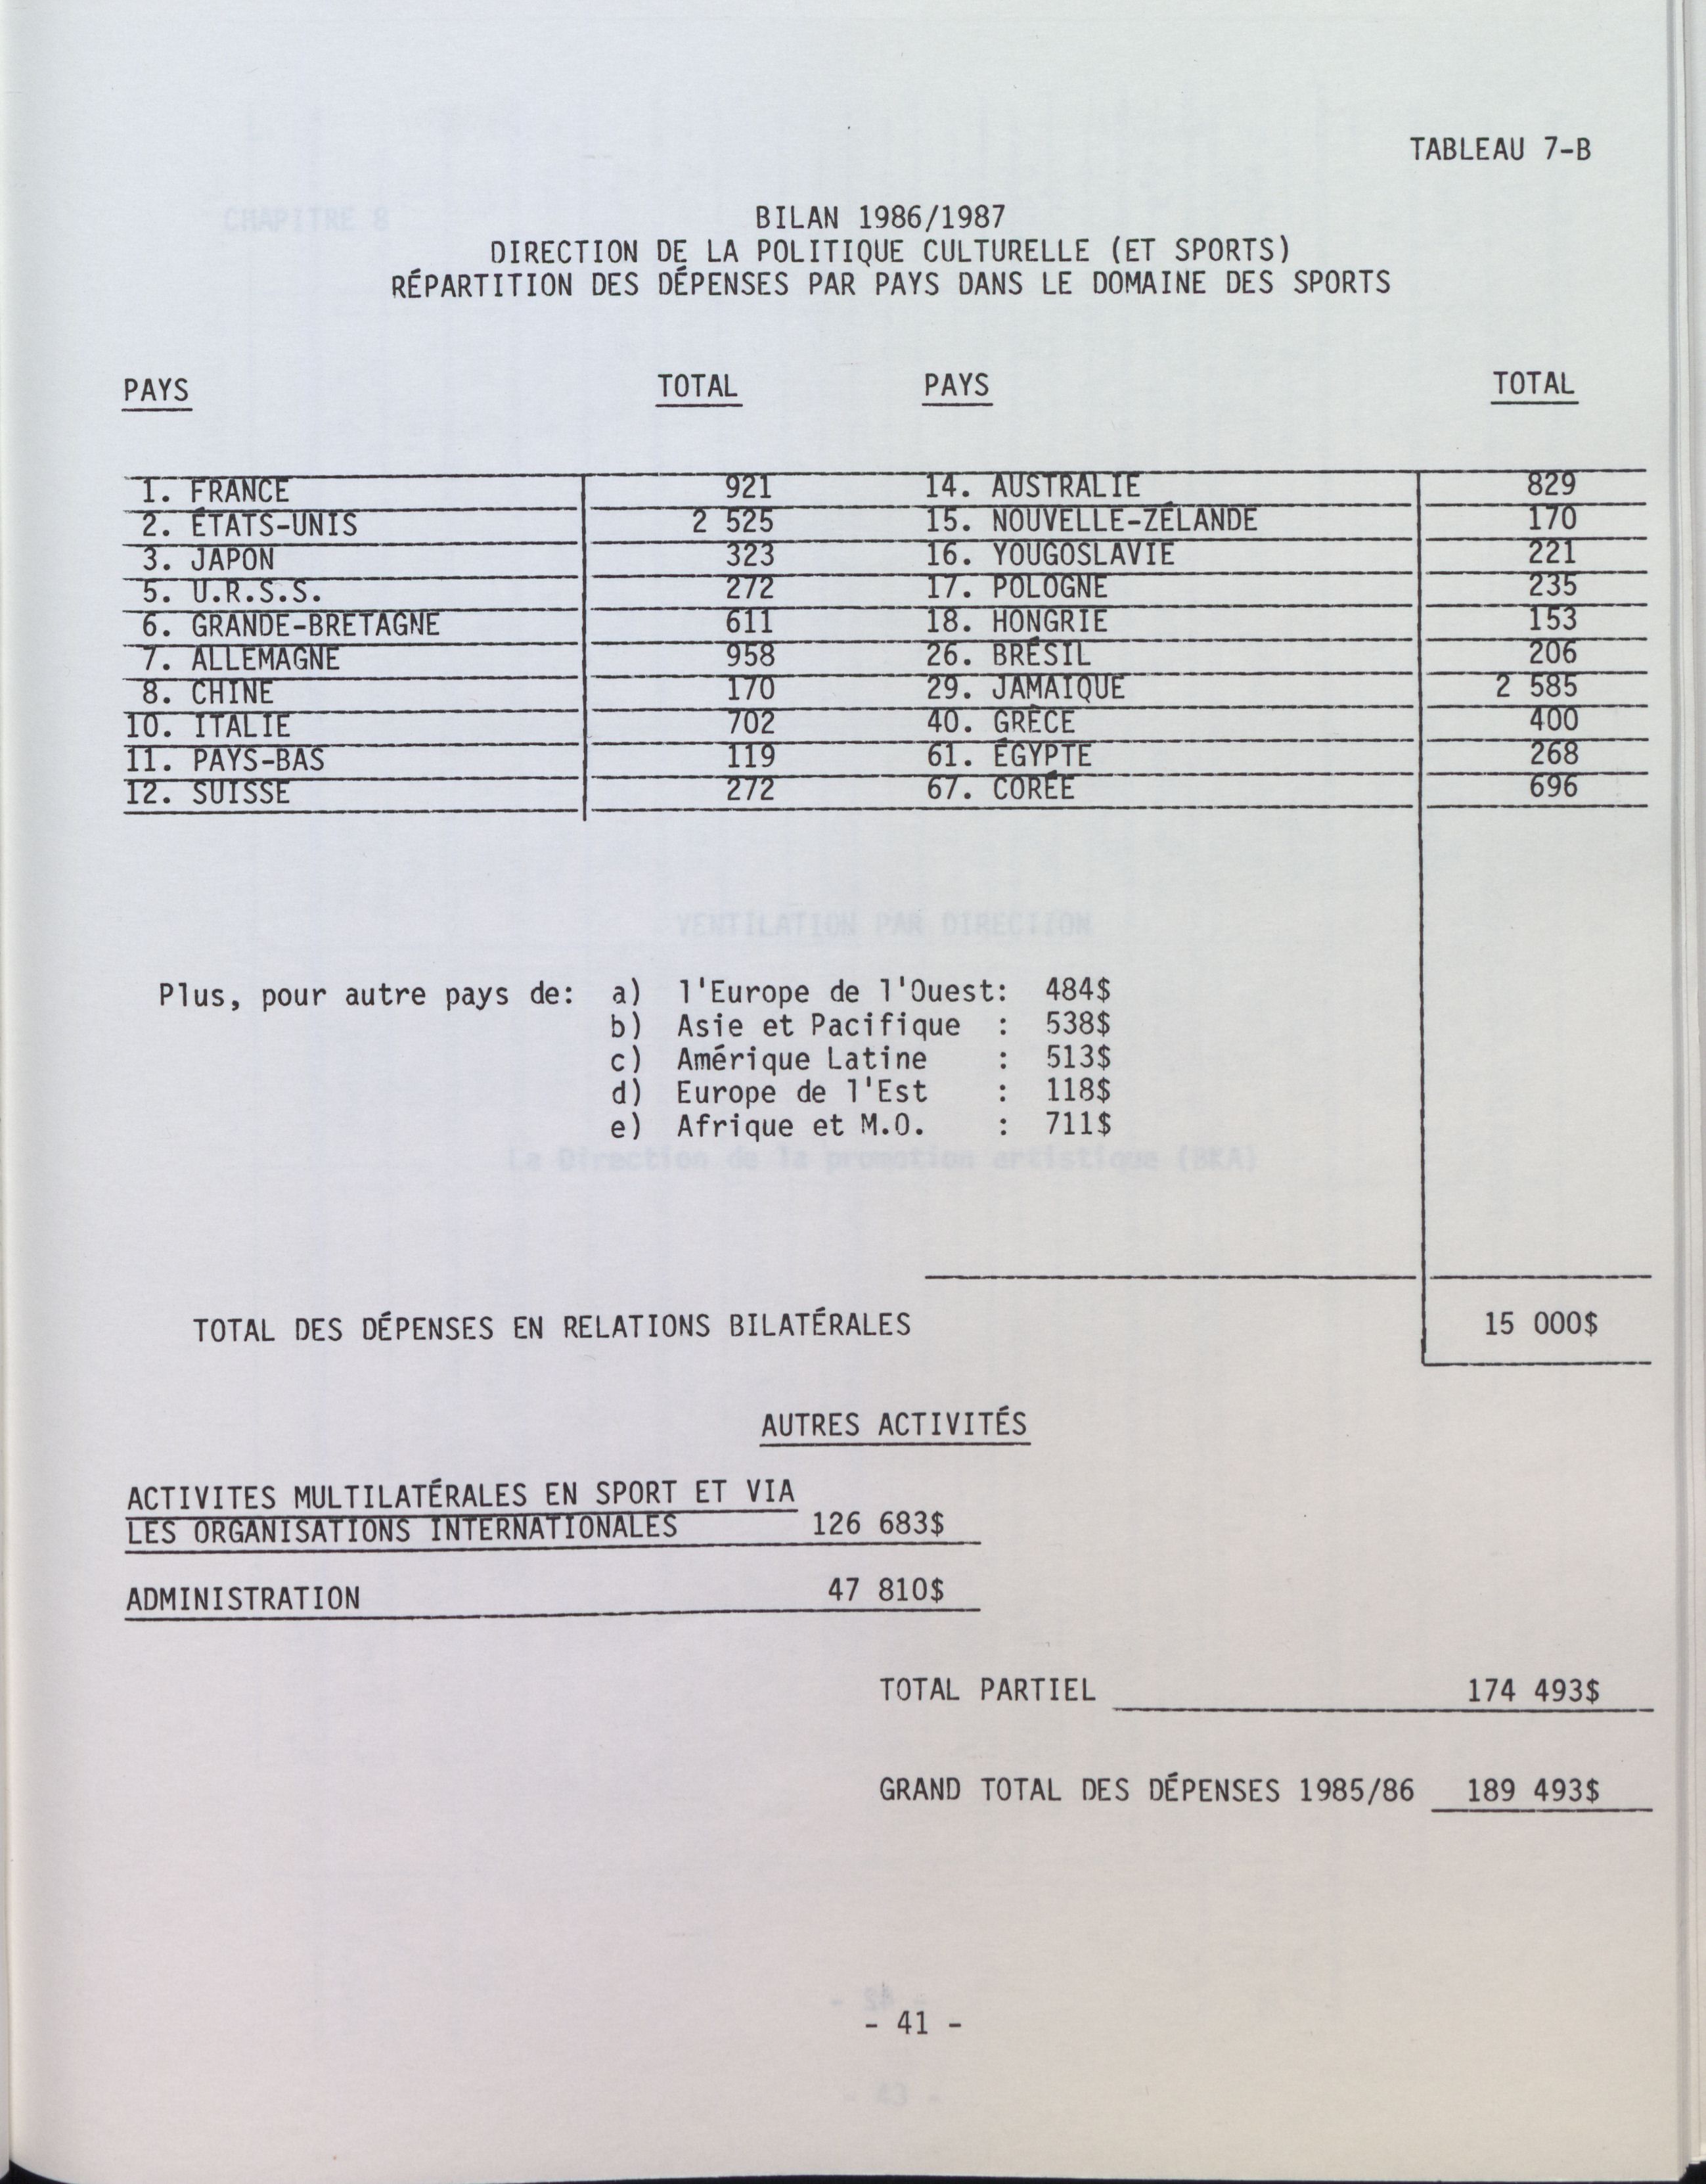 TABLEAU 7-B
BILAN 1986/1987
DIRECTION DE LA POLITIQUE CULTURELLE (ET SPORTS)
RÉPARTITION DES DÉPENSES PAR PAYS DANS LE DOMAINE DES SPORTS
PAYS TOTAL PAYS TOTAL
1. FRANCE 921 14. AUSTRALIE 829
2. ÉTATS-UNIS 2 525 15. NOUVELLE-ZÉLANDE 170
3. JAPON 323 16. YOUGOSLAVIE 221
5. U.R.S.S. 272 17. POLOGNE 235
6. GRANDE-BRETAGNE 611 18. HONGRIE 153
7. ALLEMAGNE 958 26. BRÉSIL 206
8. CHINE 170 29. JAMAIQUE 2 585
10. ITALIE 702 40. GRÈCE 400
11. PAYS-BAS 119 61. ÉGYPTE 268
12. SUISSE 272 67. CORÉE 696
Plus, pour autre pays de: a) l'Europe de l'Ouest: 484$
b) Asie et Pacifique : 538$
c) Amérique Latine : 513$
d) Europe de l'Est : 118$
e) Afrique et M.O. : 711$
TOTAL DES DÉPENSES EN RELATIONS BILATÉRALES 15 000$
AUTRES ACTIVITÉS
ACTIVITES MULTILATÉRALES EN SPORT ET VIA
LES ORGANISATIONS INTERNATIONALES 126 683$
ADMINISTRATION 47 810$
TOTAL PARTIEL 174 493$
GRAND TOTAL DES DÉPENSES 1985/86 189 493$
- 41 -